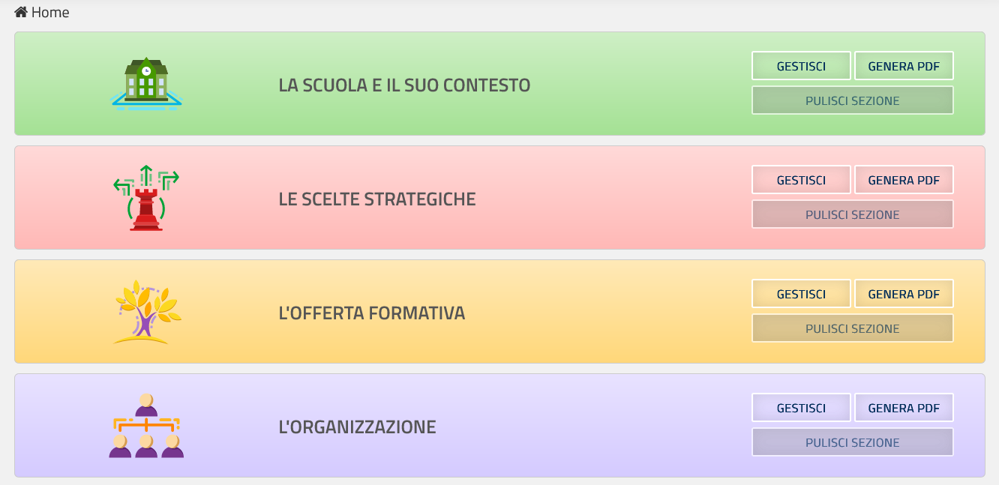 Home
LA SCUOLA E IL SUO CONTESTO
GESTISCI
GENERA PDF
PULISCI SEZIONE
LE SCELTE STRATEGICHE
GESTISCI
GENERA PDF
PULISCI SEZIONE
L'OFFERTA FORMATIVA
GESTISCI
GENERA PDF
PULISCI SEZIONE
L'ORGANIZZAZIONE
GESTISCI
GENERA PDF
PULISCI SEZIONE